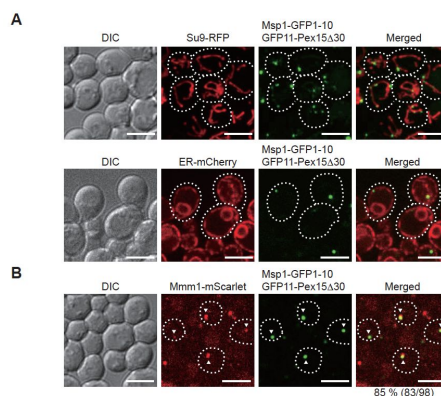 A
DIC
Su9-RFP
Msp1-GFP1-10
GFP11-Pex15Δ30
Merged
DIC
ER-mCherry
Msp1-GFP1-10
GFP11-Pex15Δ30
Merged
B
DIC
Mmm1-mScarlet
Msp1-GFP1-10
GFP11-Pex15Δ30
Merged
85 % (83/98)